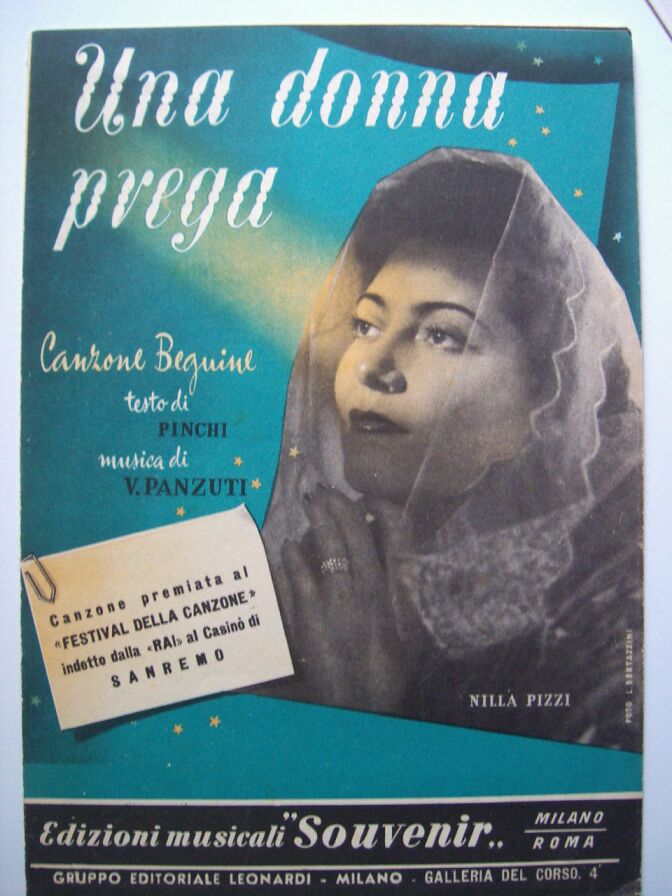 Una donna
prega
Canzone Beguine
testo di
PINCHI
musica di
V. PANZUTI
Canzone premiata al
«FESTIVAL DELLA CANZONE»
indetto dalla «RAI» al Casinò di
SANREMO
NILLA PIZZI
FOTO L. BERTAZZINI
Edizioni musicali "Souvenir„
MILANO
ROMA
GRUPPO EDITORIALE LEONARDI - MILANO - GALLERIA DEL CORSO. 4